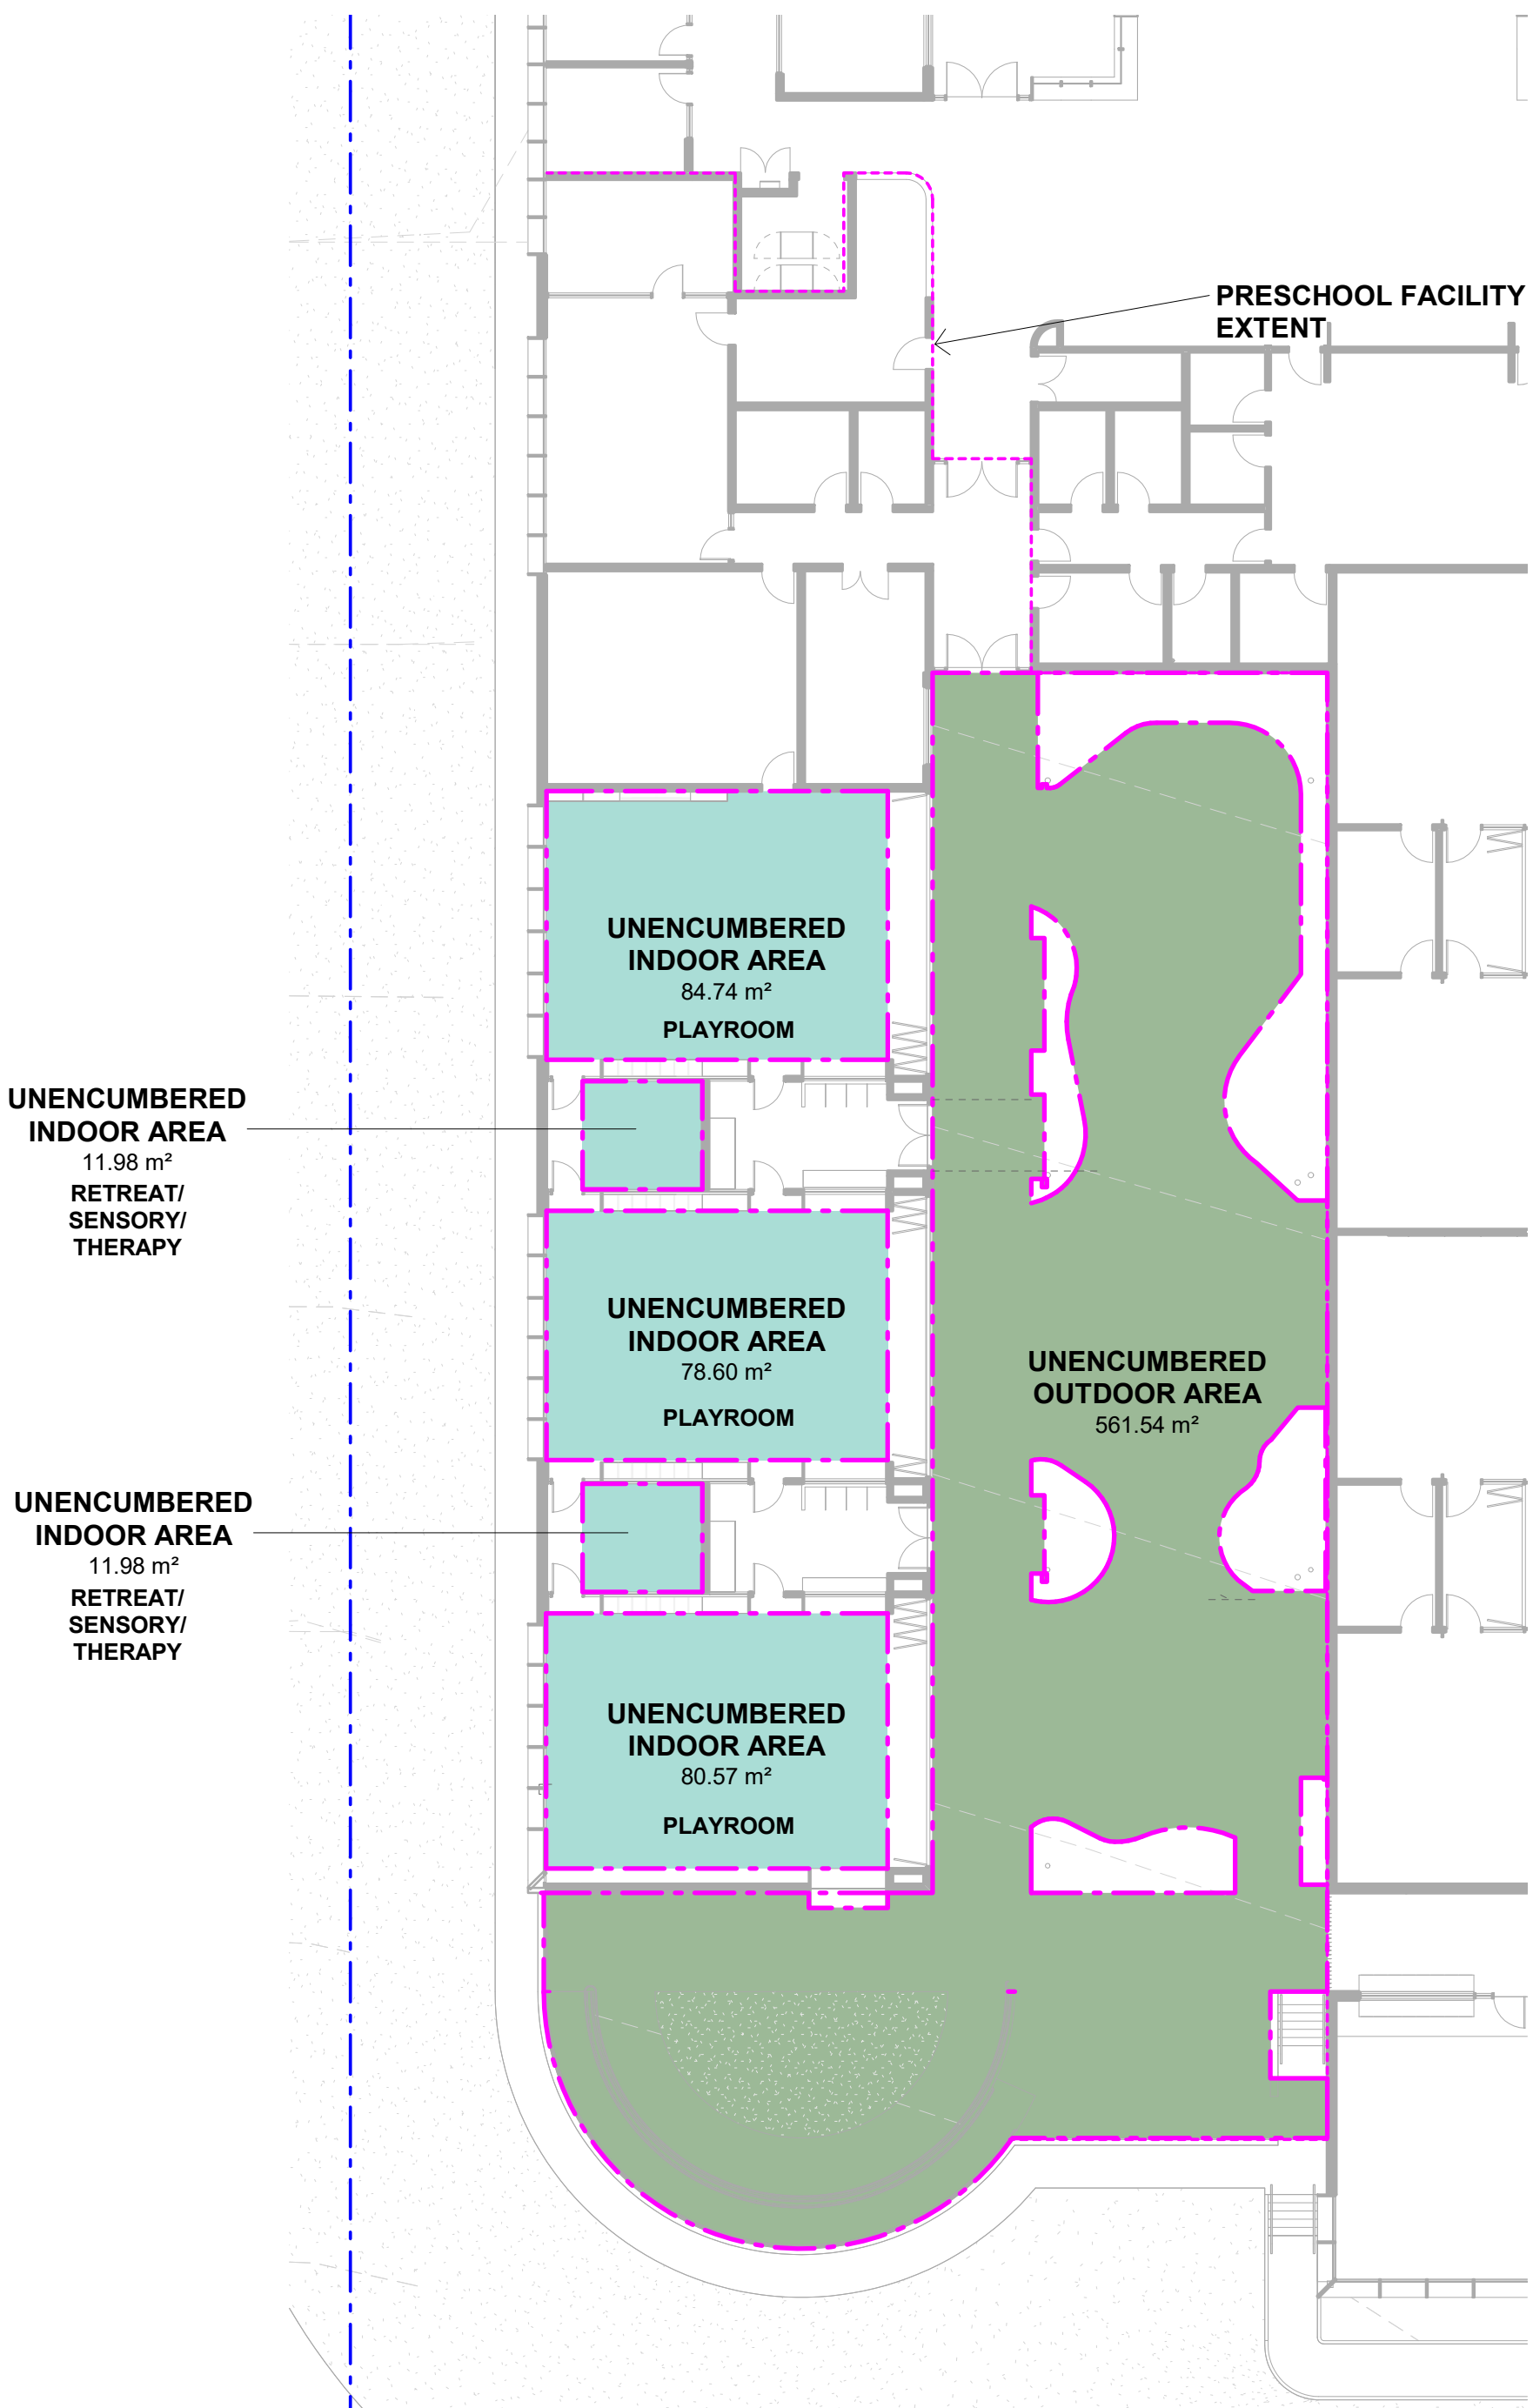 PRESCHOOL FACILITY
EXTENT
UNENCUMBERED
INDOOR AREA
84.74 m²
PLAYROOM
UNENCUMBERED
INDOOR AREA
11.98 m²
RETREAT/
SENSORY/
THERAPY
UNENCUMBERED
INDOOR AREA
78.60 m²
PLAYROOM
UNENCUMBERED
OUTDOOR AREA
561.54 m²
UNENCUMBERED
INDOOR AREA
11.98 m²
RETREAT/
SENSORY/
THERAPY
UNENCUMBERED
INDOOR AREA
80.57 m²
PLAYROOM